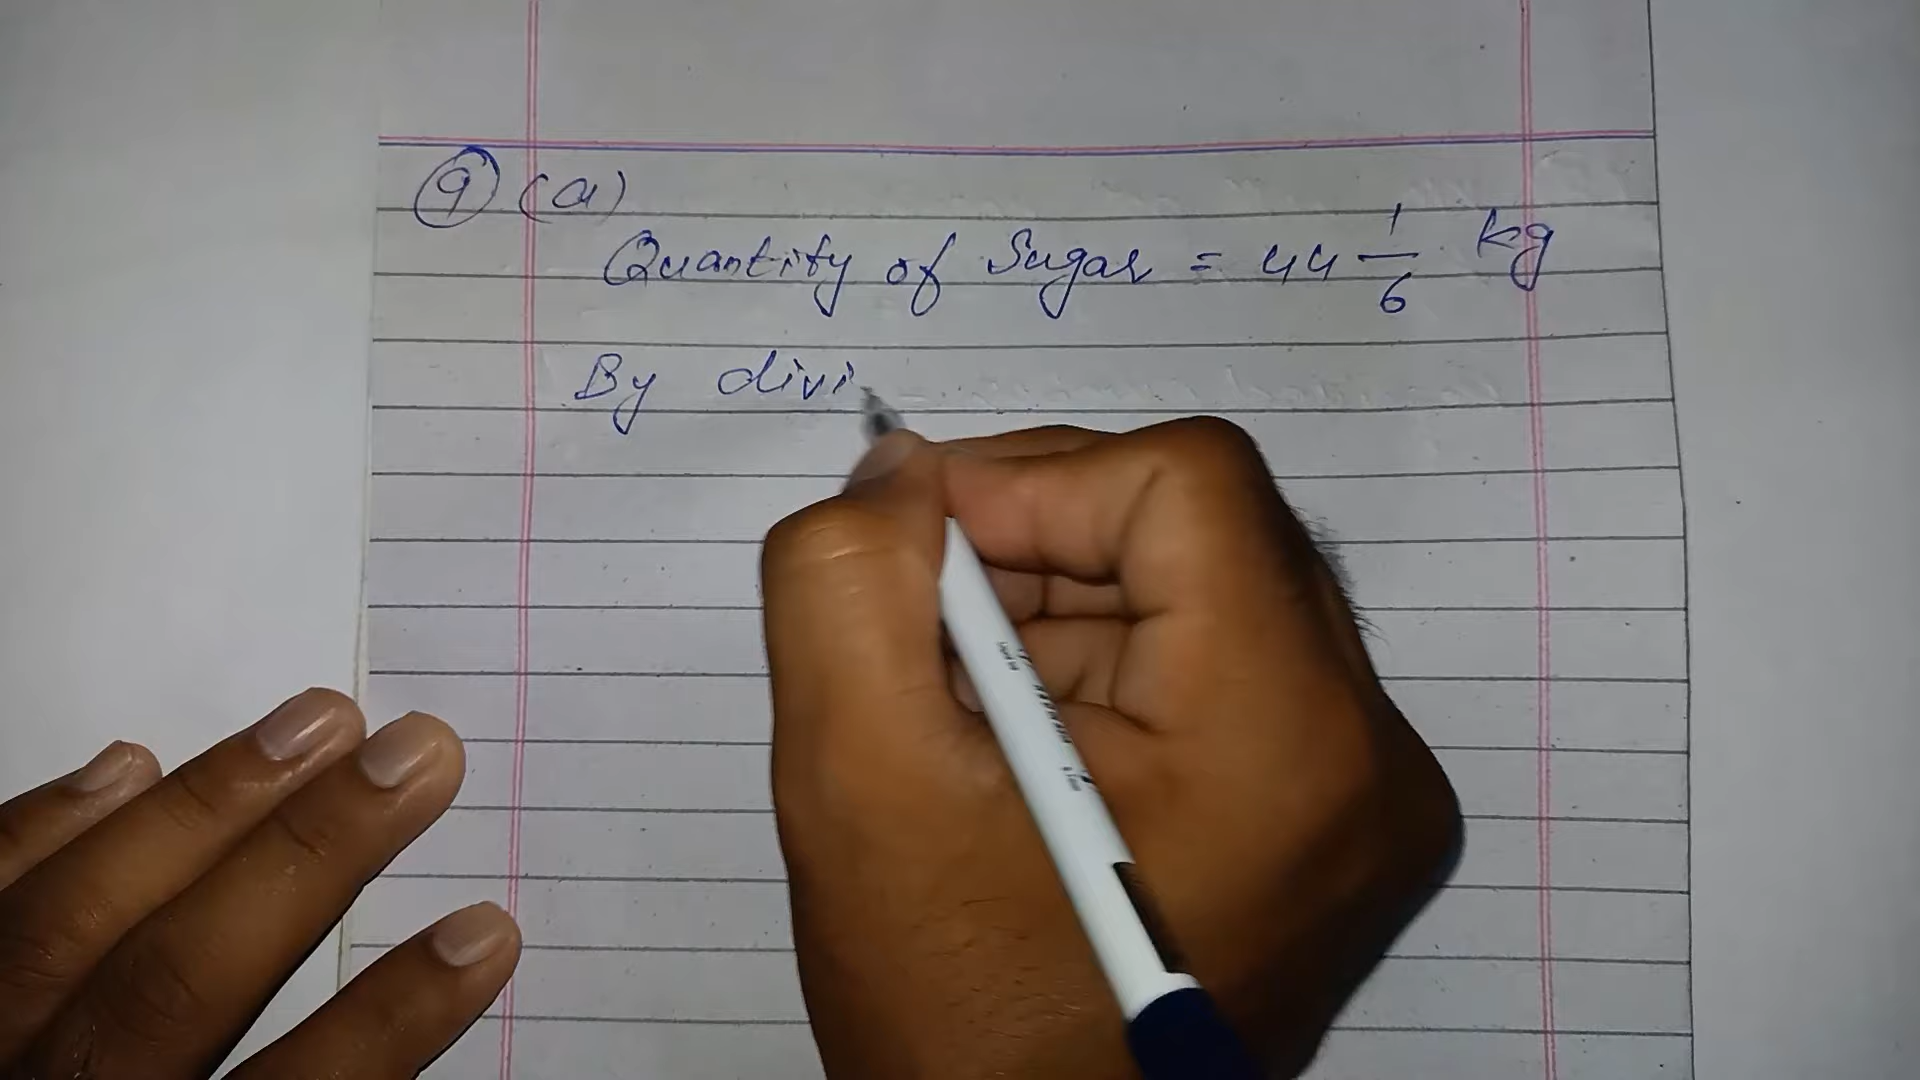 9 (a)
Quantity of Sugar = 44 1/6 kg
By divi